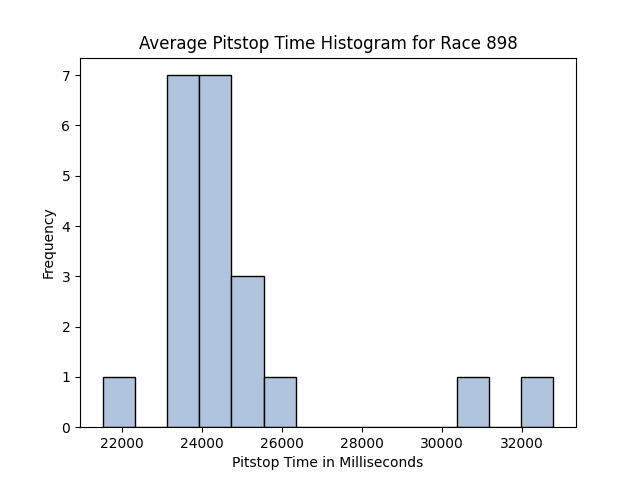 Average Pitstop Time Histogram for Race 898
7
6
5
4
3
2
1
0
Frequency
22000 24000 26000 28000 30000 32000
Pitstop Time in Milliseconds